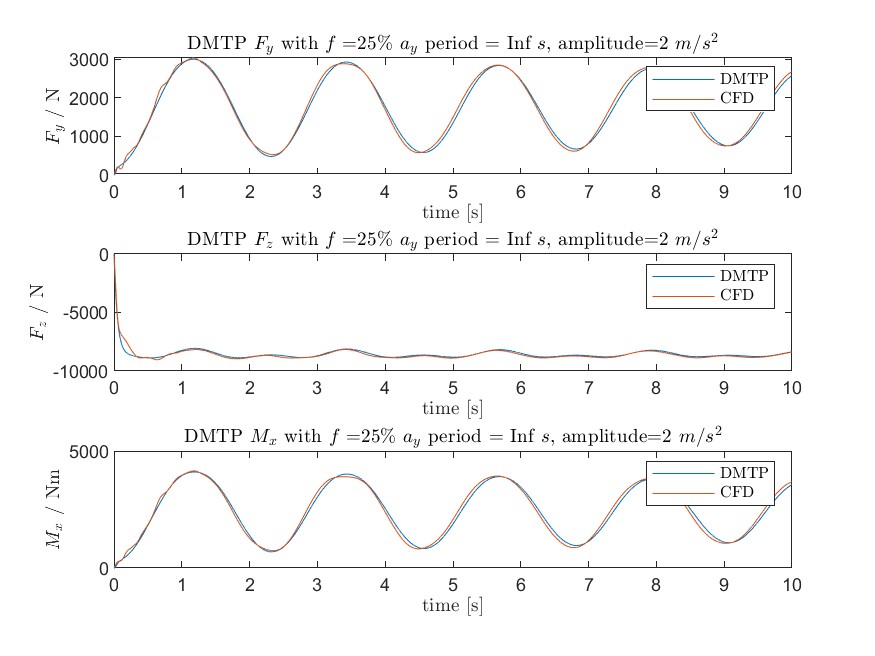 DMTP F_y with f =25% a_y period = Inf s, amplitude=2 m/s^2
3000
2000
1000
0
F_y / N
DMTP
CFD
0 1 2 3 4 5 6 7 8 9 10
time [s]
DMTP F_z with f =25% a_y period = Inf s, amplitude=2 m/s^2
0
-5000
-10000
F_z / N
DMTP
CFD
0 1 2 3 4 5 6 7 8 9 10
time [s]
DMTP M_x with f =25% a_y period = Inf s, amplitude=2 m/s^2
5000
0
M_x / Nm
DMTP
CFD
0 1 2 3 4 5 6 7 8 9 10
time [s]